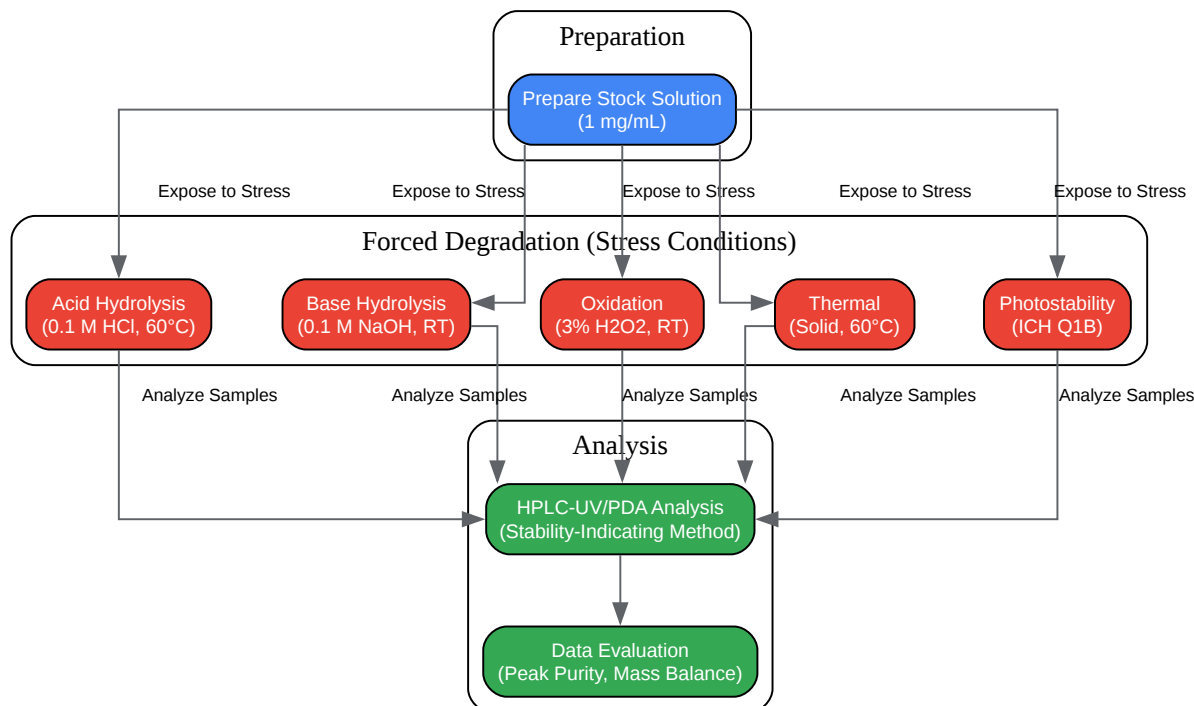 Preparation
Prepare Stock Solution
(1 mg/mL)
Expose to Stress
Expose to Stress
Expose to Stress
Expose to Stress
Expose to Stress
Forced Degradation (Stress Conditions)
Acid Hydrolysis
(0.1 M HCl, 60°C)
Base Hydrolysis
(0.1 M NaOH, RT)
Oxidation
(3% H2O2, RT)
Thermal
(Solid, 60°C)
Photostability
(ICH Q1B)
Analyze Samples
Analyze Samples
Analyze Samples
Analyze Samples
Analyze Samples
Analysis
HPLC-UV/PDA Analysis
(Stability-Indicating Method)
Data Evaluation
(Peak Purity, Mass Balance)